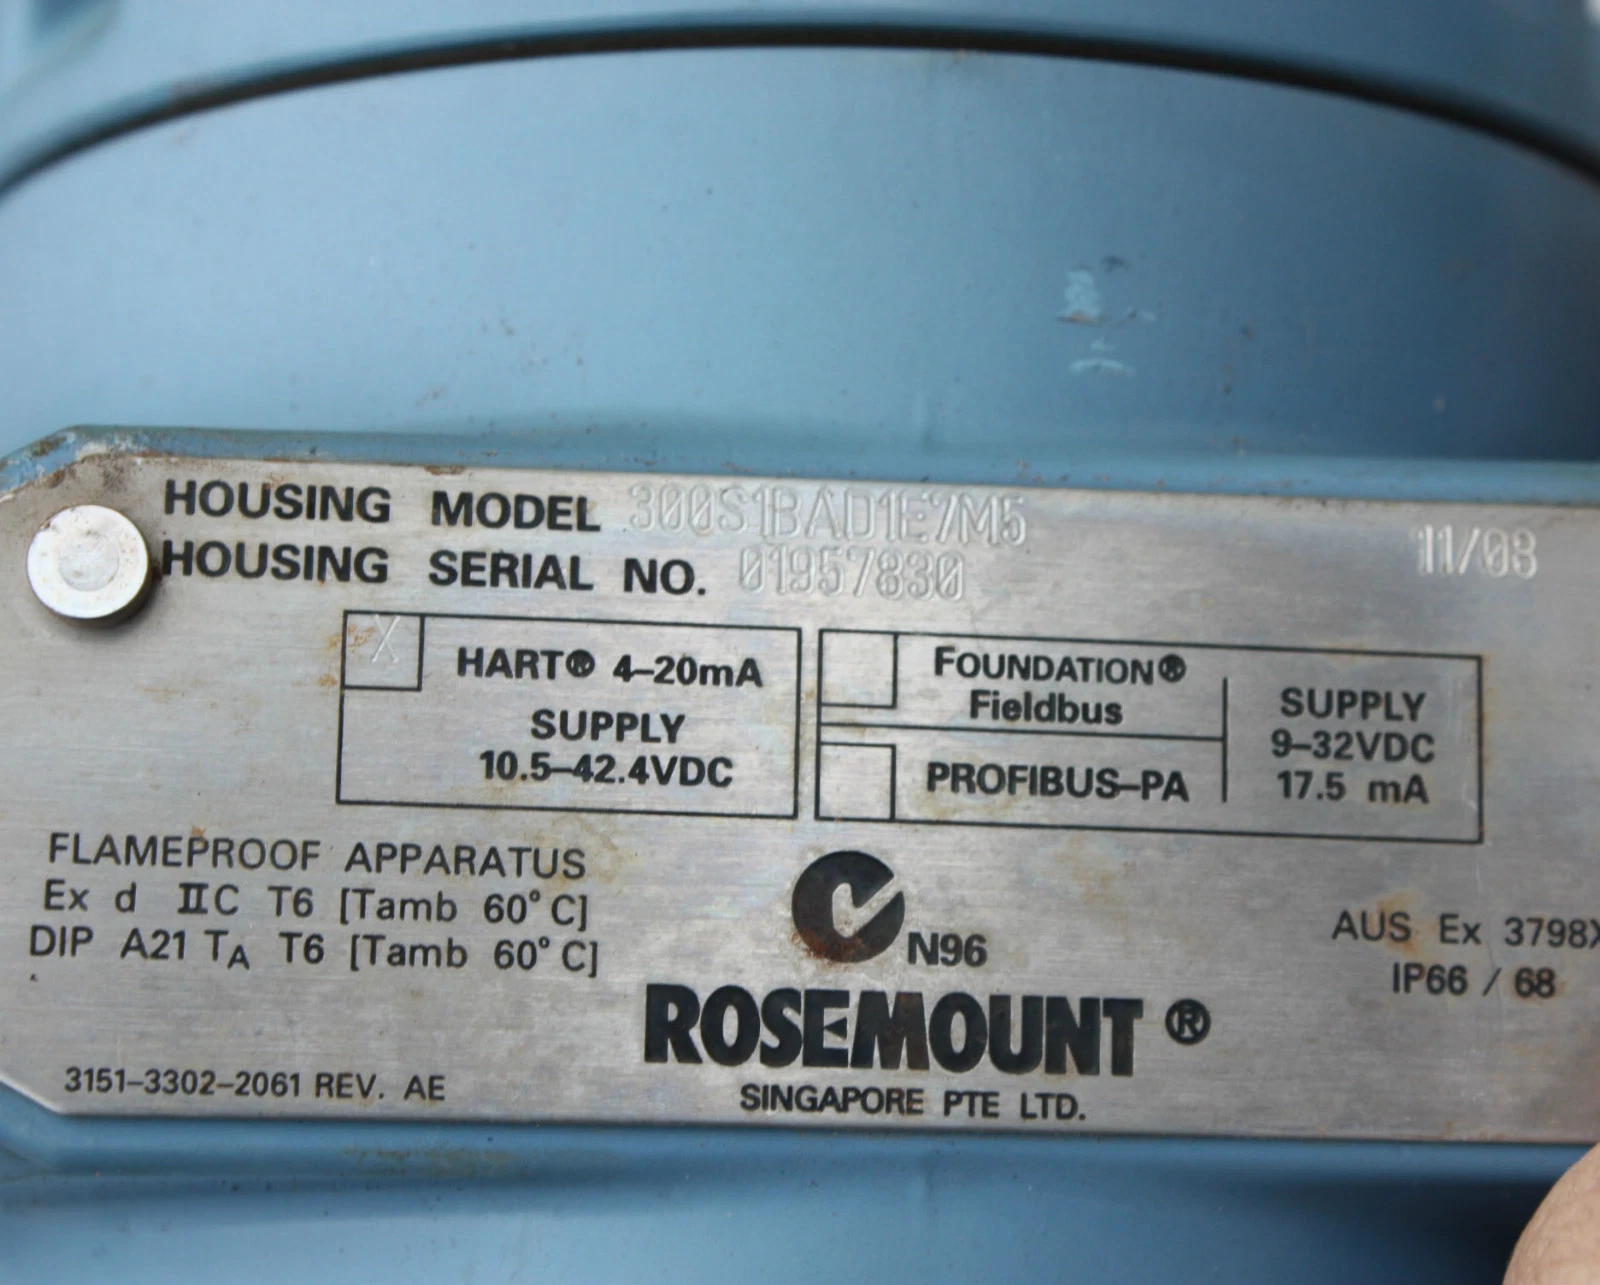 HOUSING MODEL 300S1BAD1E7M5 11/08
HOUSING SERIAL NO. 01957830
X HART® 4–20mA
SUPPLY
10.5–42.4VDC
FOUNDATION®
Fieldbus
PROFIBUS–PA
SUPPLY
9–32VDC
17.5 mA
FLAMEPROOF APPARATUS
Ex d IIC T6 [Tamb 60°C]
DIP A21 TA T6 [Tamb 60°C]
N96
AUS Ex 3798X
IP66 / 68
ROSEMOUNT ®
SINGAPORE PTE LTD.
3151–3302–2061 REV. AE